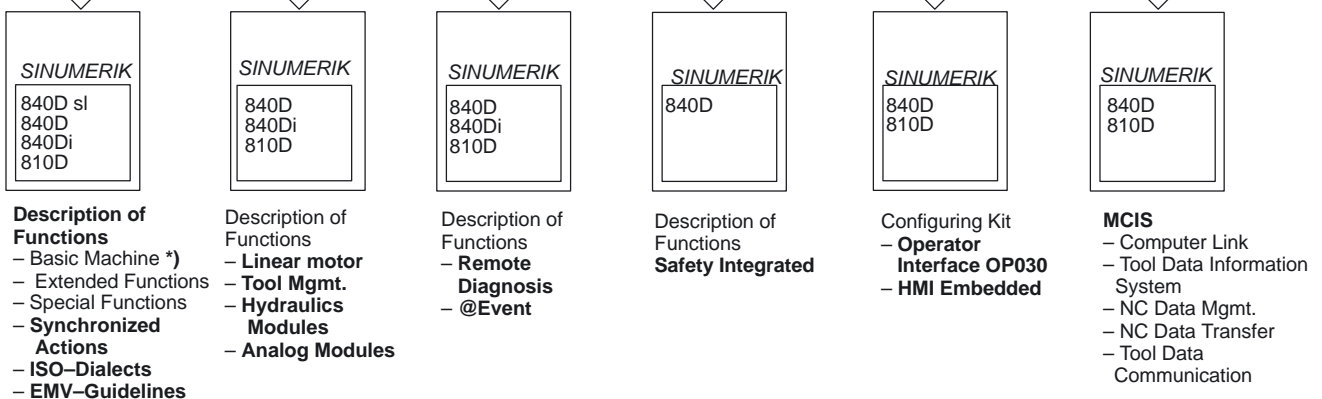 SINUMERIK
840D sl
840D
840Di
810D
Description of
Functions
– Basic Machine *)
– Extended Functions
– Special Functions
– Synchronized
Actions
– ISO–Dialects
– EMV–Guidelines
SINUMERIK
840D
840Di
810D
Description of
Functions
– Linear motor
– Tool Mgmt.
– Hydraulics
Modules
– Analog Modules
SINUMERIK
840D
840Di
810D
Description of
Functions
– Remote
Diagnosis
– @Event
SINUMERIK
840D
Description of
Functions
Safety Integrated
SINUMERIK
840D
810D
Configuring Kit
– Operator
Interface OP030
– HMI Embedded
SINUMERIK
840D
810D
MCIS
– Computer Link
– Tool Data Information
System
– NC Data Mgmt.
– NC Data Transfer
– Tool Data
Communication